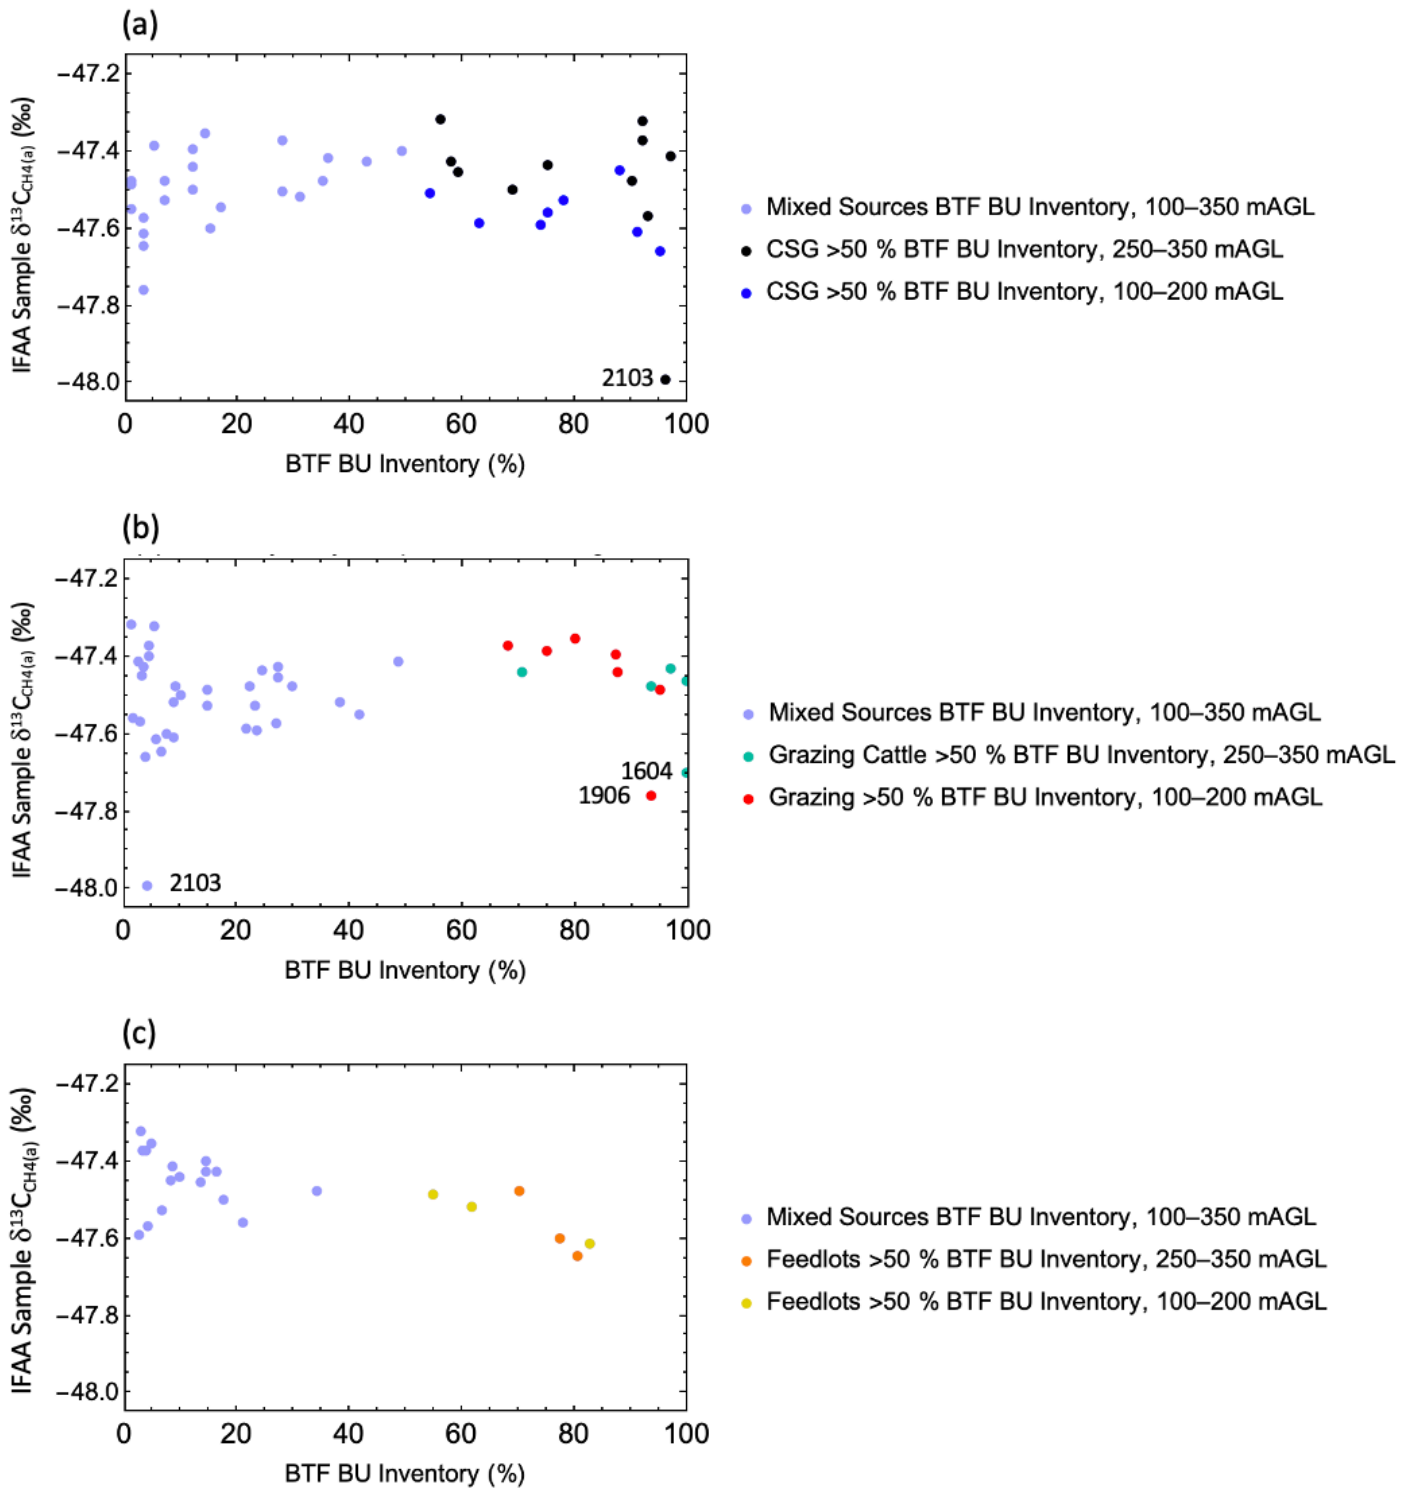 (a)
−47.2
−47.4
−47.6
−47.8
−48.0
IFAA Sample δ¹³C_CH4(a) (‰)
2103
0 20 40 60 80 100
BTF BU Inventory (%)
Mixed Sources BTF BU Inventory, 100–350 mAGL
CSG >50 % BTF BU Inventory, 250–350 mAGL
CSG >50 % BTF BU Inventory, 100–200 mAGL
(b)
−47.2
−47.4
−47.6
−47.8
−48.0
IFAA Sample δ¹³C_CH4(a) (‰)
1604
1906
2103
0 20 40 60 80 100
BTF BU Inventory (%)
Mixed Sources BTF BU Inventory, 100–350 mAGL
Grazing Cattle >50 % BTF BU Inventory, 250–350 mAGL
Grazing >50 % BTF BU Inventory, 100–200 mAGL
(c)
−47.2
−47.4
−47.6
−47.8
−48.0
IFAA Sample δ¹³C_CH4(a) (‰)
0 20 40 60 80 100
BTF BU Inventory (%)
Mixed Sources BTF BU Inventory, 100–350 mAGL
Feedlots >50 % BTF BU Inventory, 250–350 mAGL
Feedlots >50 % BTF BU Inventory, 100–200 mAGL